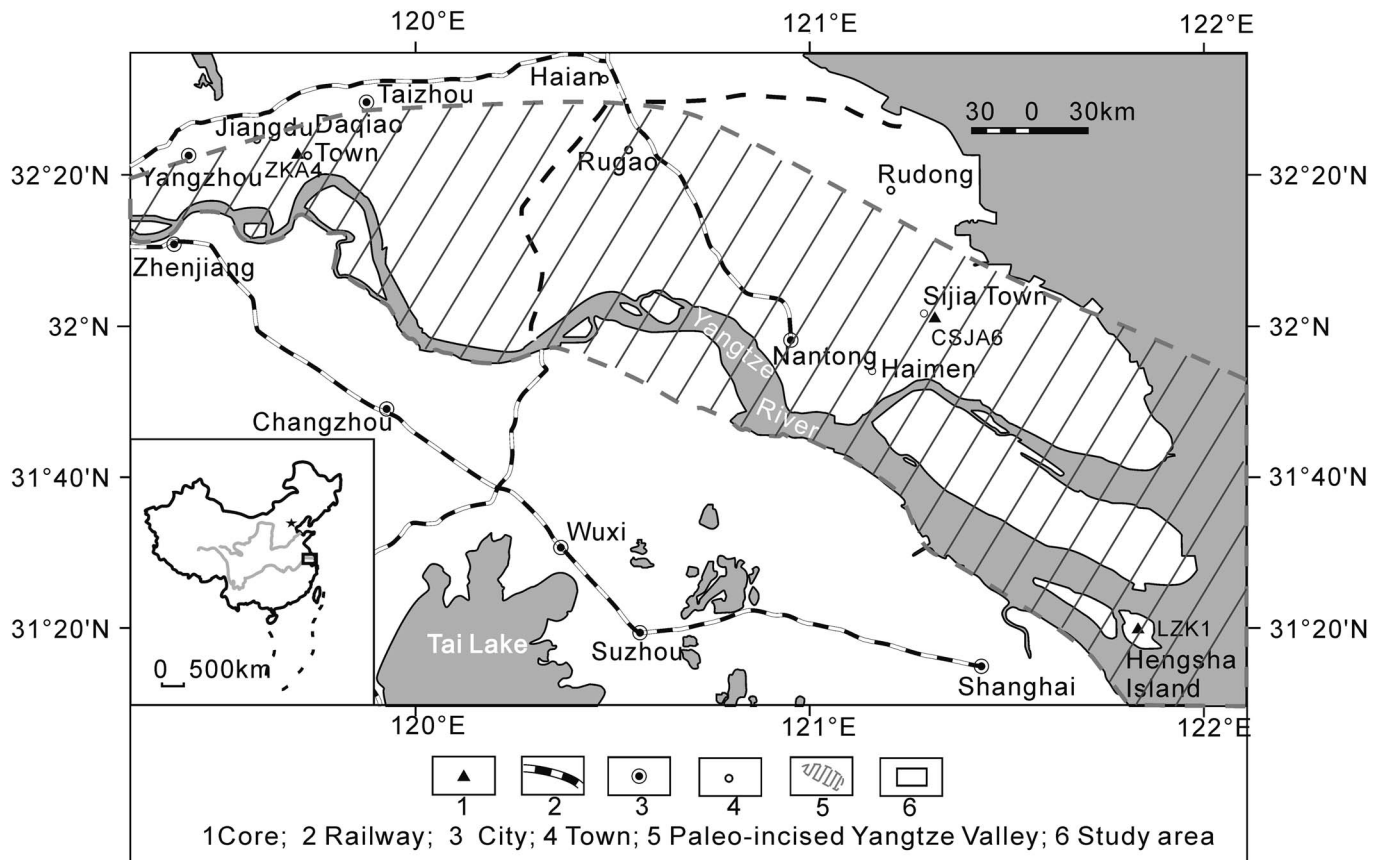 120°E
121°E
122°E
Haian
Taizhou
30 0 30km
Jiangdu
Daqiao
Town
ZKA4
Yangzhou
Rugao
Rudong
32°20'N
32°20'N
Zhenjiang
Sijia Town
CSJA6
32°N
32°N
Yangtze
River
Nantong
Haimen
Changzhou
31°40'N
31°40'N
Wuxi
31°20'N
31°20'N
Tai Lake
Suzhou
Shanghai
LZK1
Hengsha
Island
0 500km
120°E
121°E
122°E
1
2
3
4
5
6
1Core; 2 Railway; 3 City; 4 Town; 5 Paleo-incised Yangtze Valley; 6 Study area